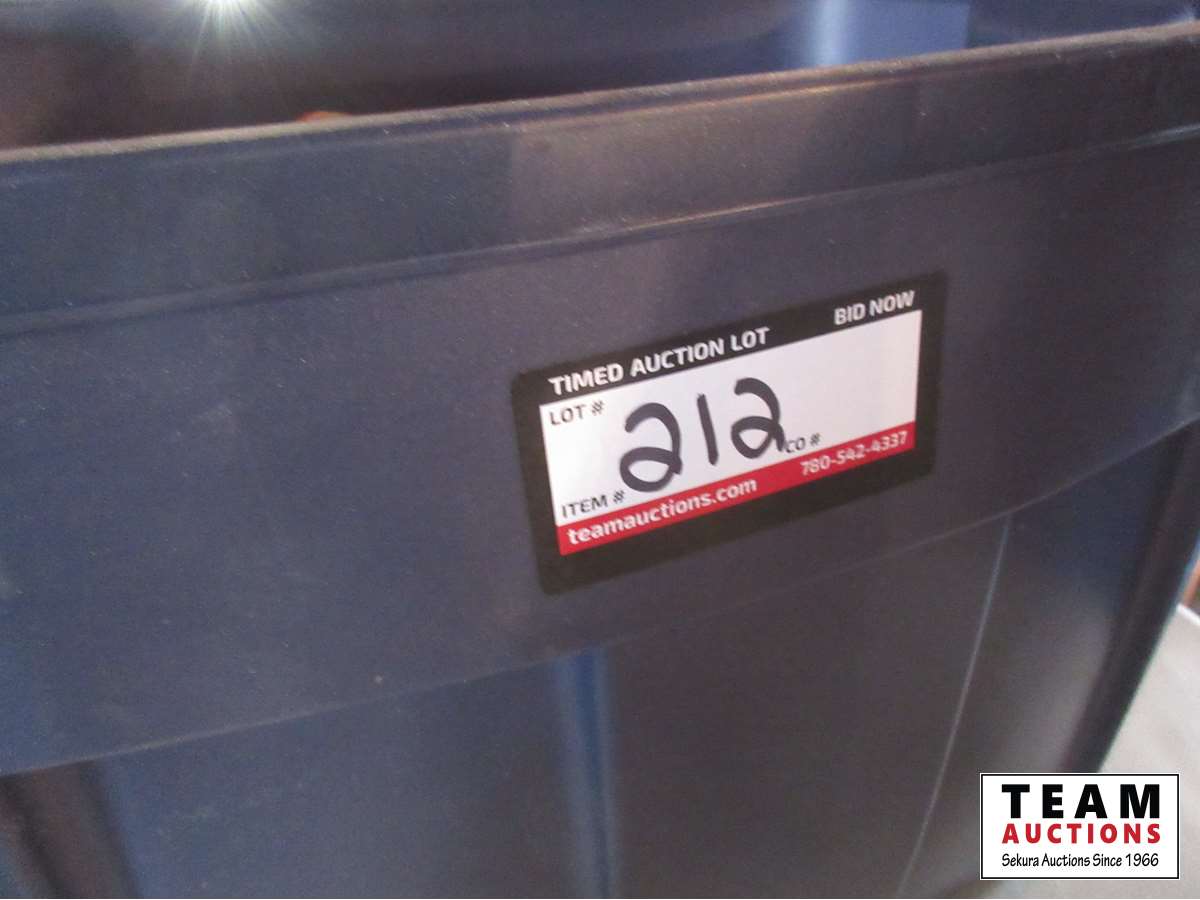 TIMED AUCTION LOT BID NOW
LOT #
212
ITEM # CO #
teamauctions.com 780-542-4337
TEAM
AUCTIONS
Sekura Auctions Since 1966